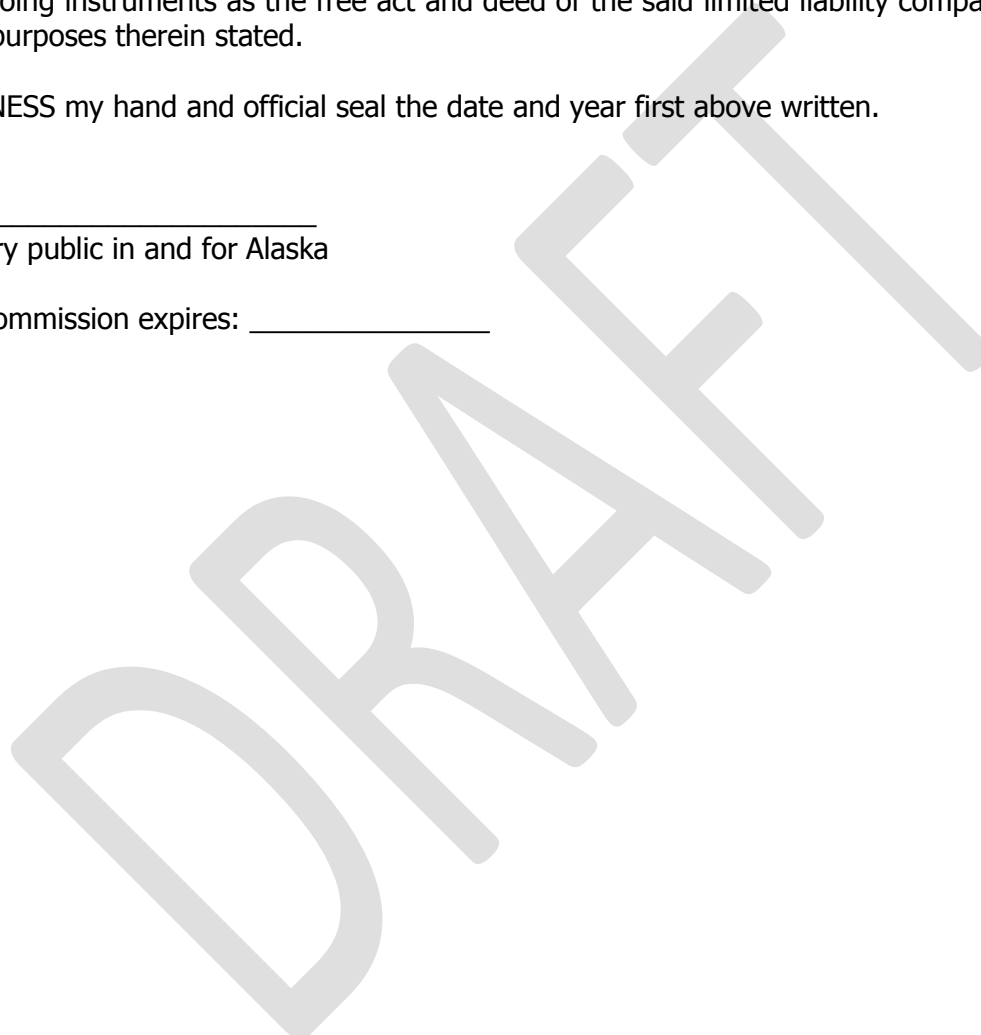 oing instruments as the free act and deed of the said limited liability compa
purposes therein stated.
NESS my hand and official seal the date and year first above written.
_____________________
ry public in and for Alaska
ommission expires: _______________
DRAFT